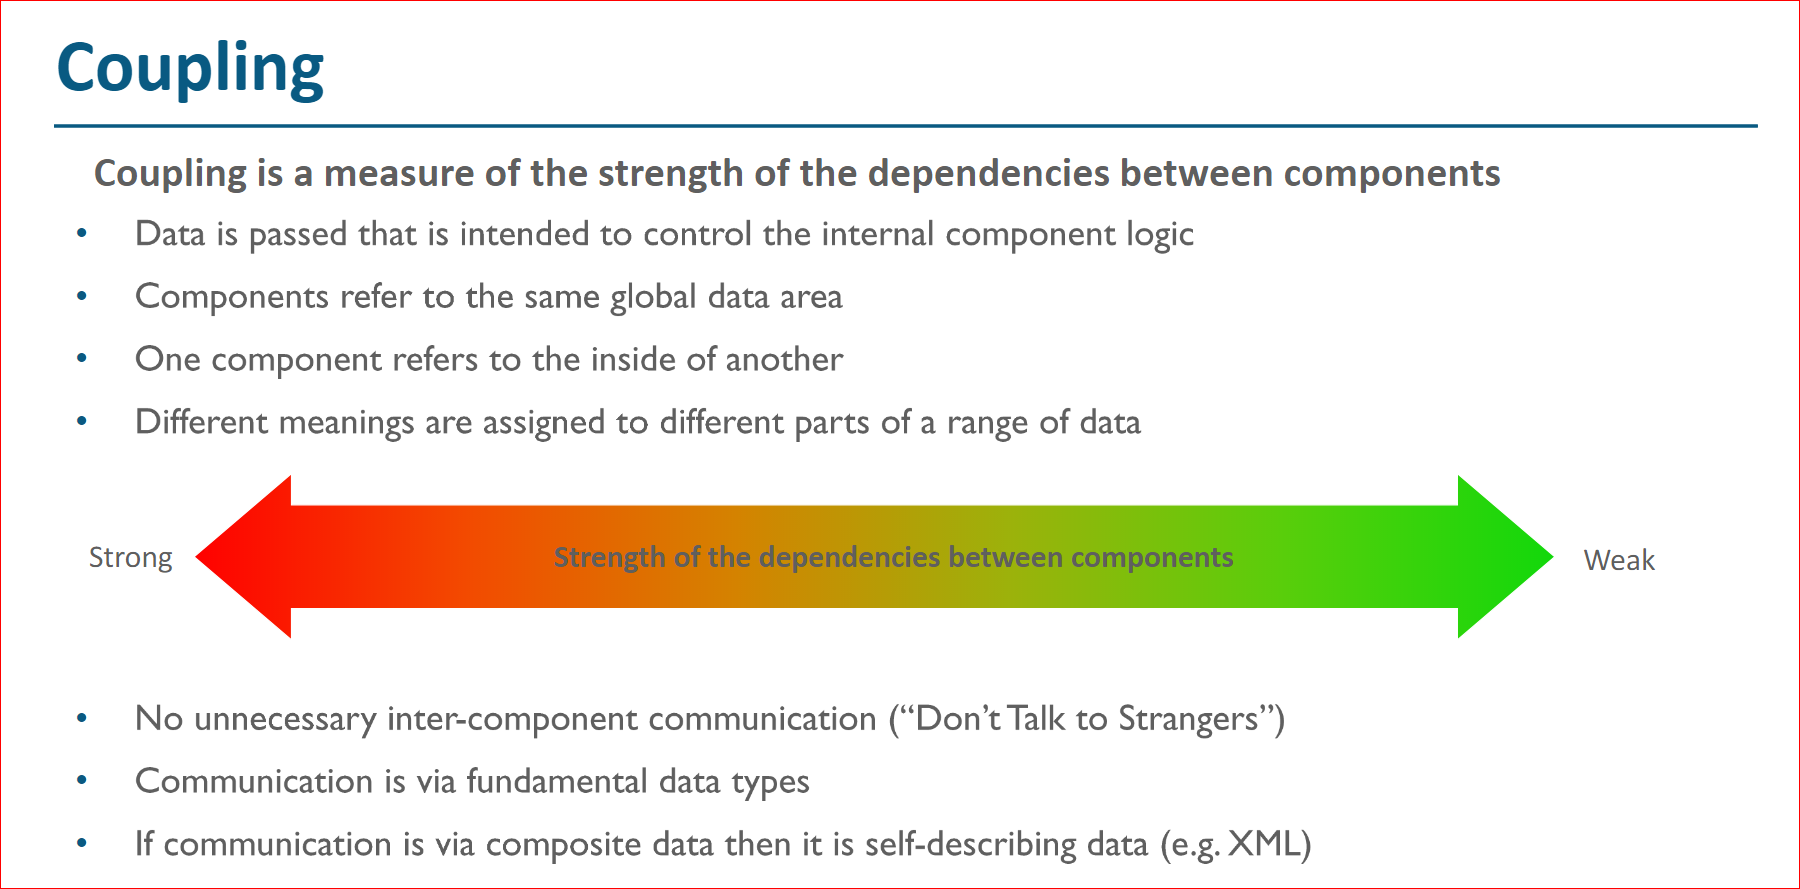 Coupling
Coupling is a measure of the strength of the dependencies between components
• Data is passed that is intended to control the internal component logic
• Components refer to the same global data area
• One component refers to the inside of another
• Different meanings are assigned to different parts of a range of data
Strong
Strength of the dependencies between components
Weak
• No unnecessary inter-component communication (“Don’t Talk to Strangers”)
• Communication is via fundamental data types
• If communication is via composite data then it is self-describing data (e.g. XML)